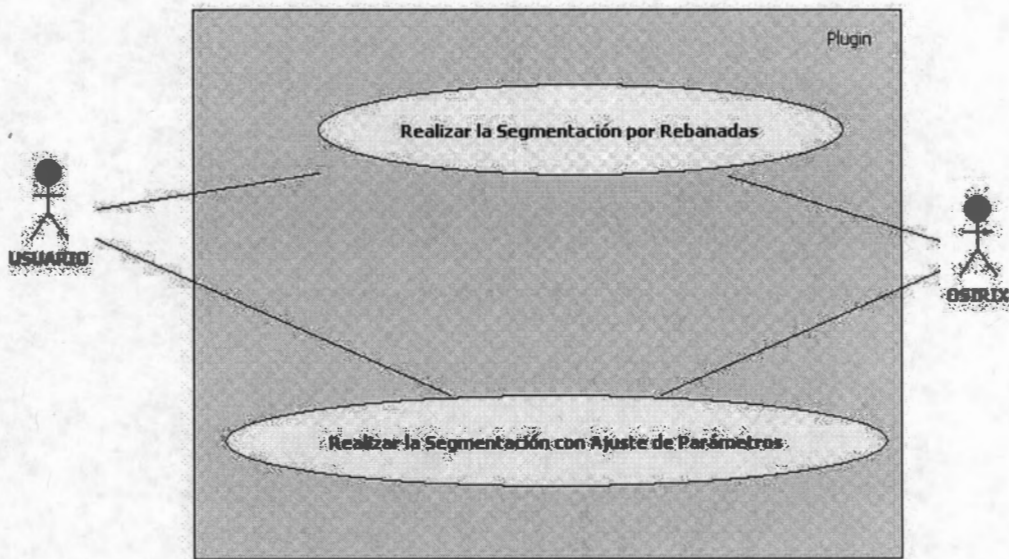 Plugin
Realizar la Segmentación por Rebanadas
USUARIO
OSIRIX
Realizar la Segmentación con Ajuste de Parámetros